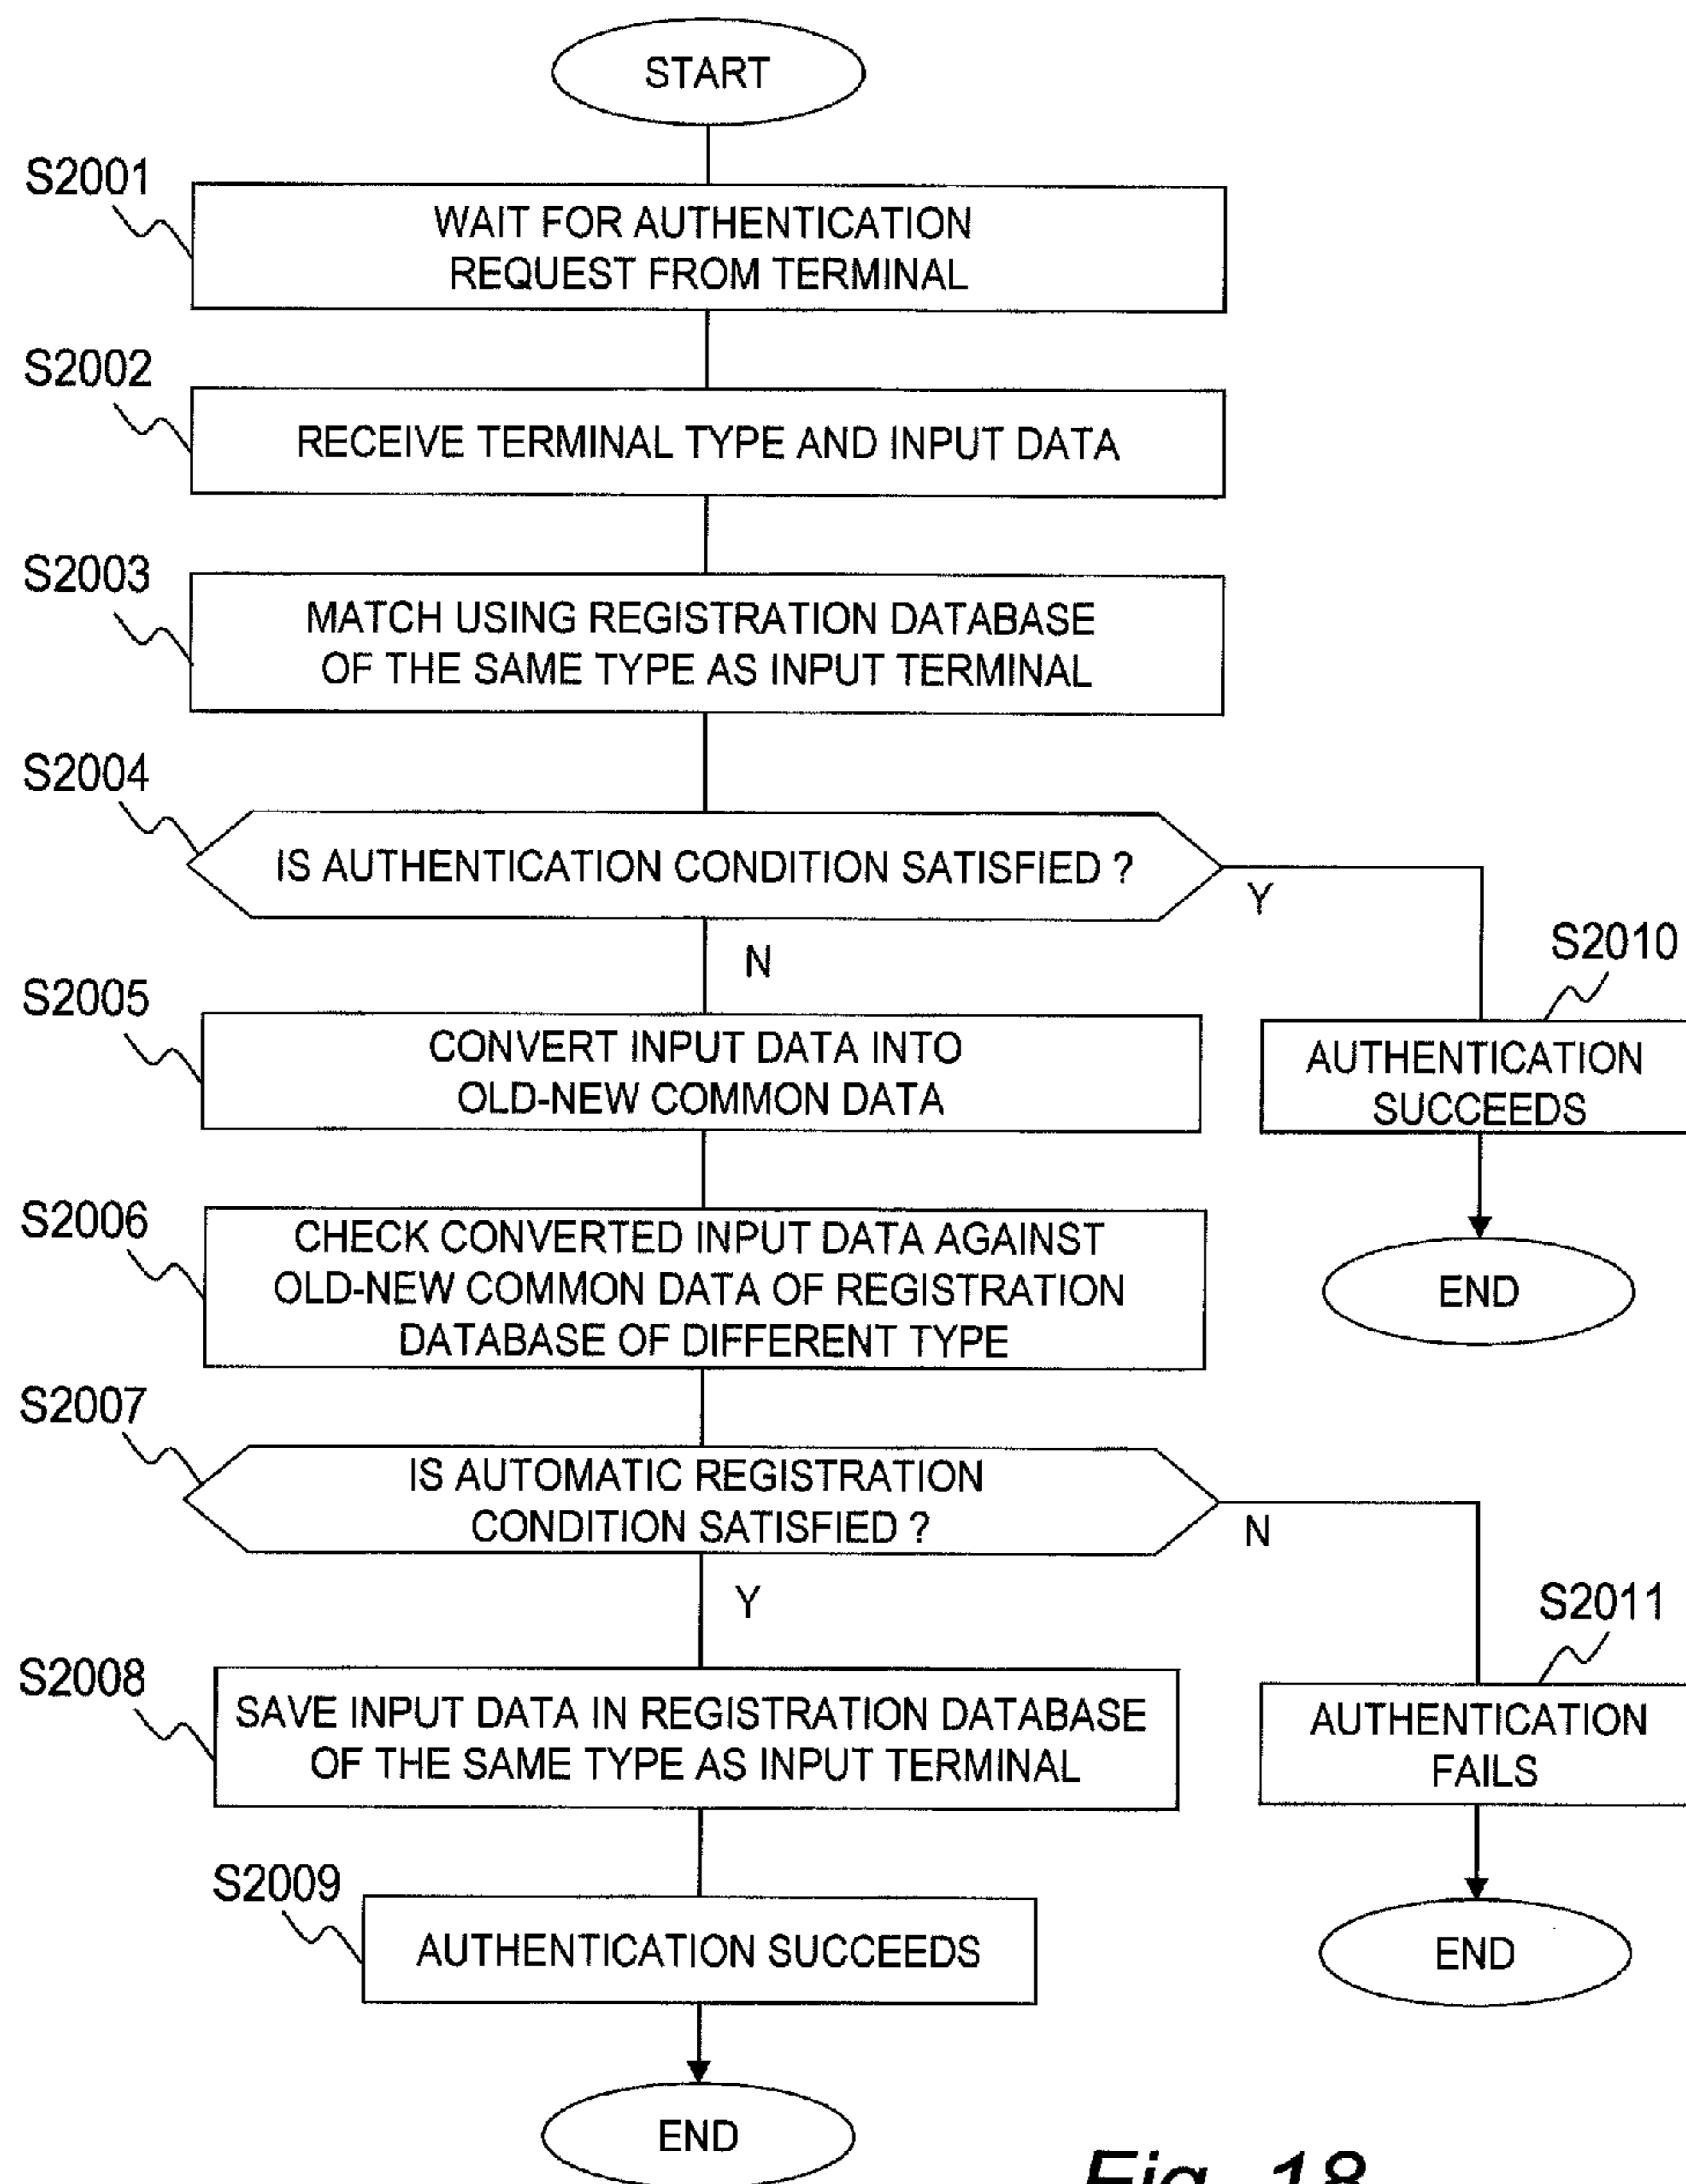 START
S2001
WAIT FOR AUTHENTICATION
REQUEST FROM TERMINAL
S2002
RECEIVE TERMINAL TYPE AND INPUT DATA
S2003
MATCH USING REGISTRATION DATABASE
OF THE SAME TYPE AS INPUT TERMINAL
S2004
IS AUTHENTICATION CONDITION SATISFIED ?
Y
N
S2010
AUTHENTICATION
SUCCEEDS
END
S2005
CONVERT INPUT DATA INTO
OLD-NEW COMMON DATA
S2006
CHECK CONVERTED INPUT DATA AGAINST
OLD-NEW COMMON DATA OF REGISTRATION
DATABASE OF DIFFERENT TYPE
S2007
IS AUTOMATIC REGISTRATION
CONDITION SATISFIED ?
N
Y
S2011
AUTHENTICATION
FAILS
END
S2008
SAVE INPUT DATA IN REGISTRATION DATABASE
OF THE SAME TYPE AS INPUT TERMINAL
S2009
AUTHENTICATION SUCCEEDS
END
Fig. 18